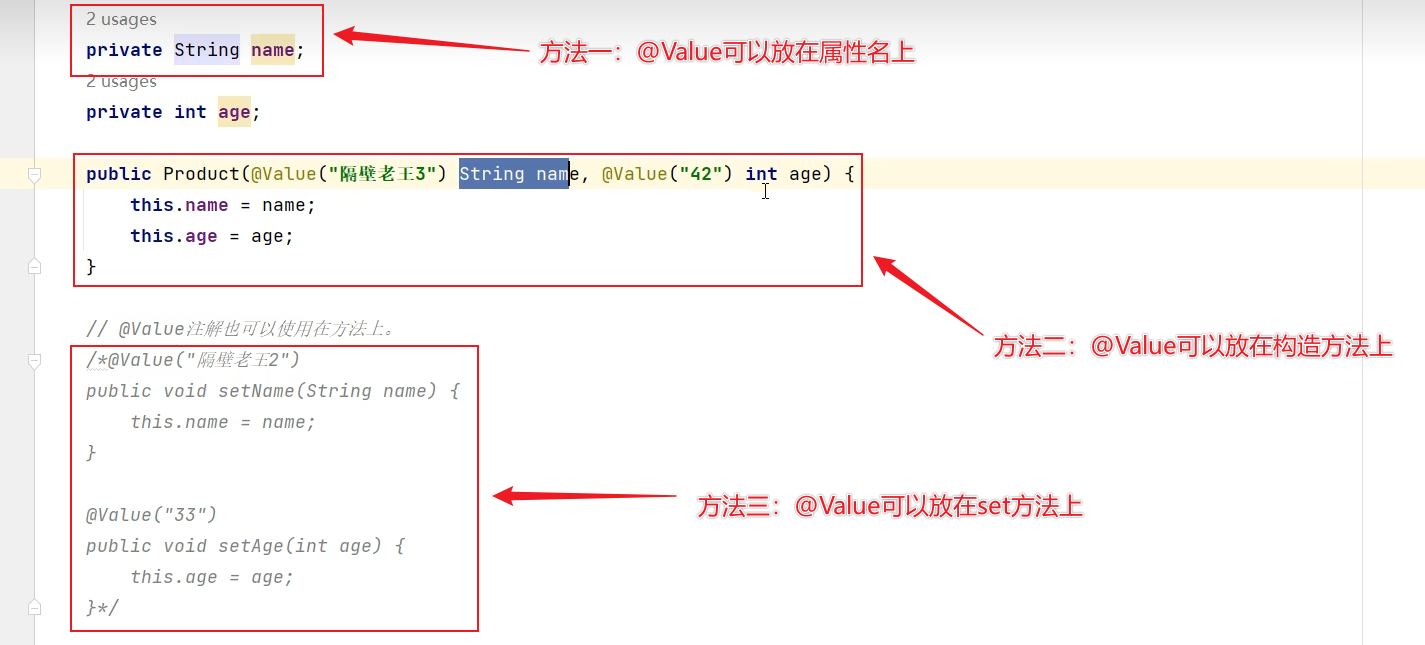 2 usages
private String name;
方法一：@Value可以放在属性名上
2 usages
private int age;
public Product(@Value("隔壁老王3") String name, @Value("42") int age) {
this.name = name;
this.age = age;
}
方法二：@Value可以放在构造方法上
// @Value注解也可以使用在方法上。
/*@Value("隔壁老王2")
public void setName(String name) {
this.name = name;
}
方法三：@Value可以放在set方法上
@Value("33")
public void setAge(int age) {
this.age = age;
}*/